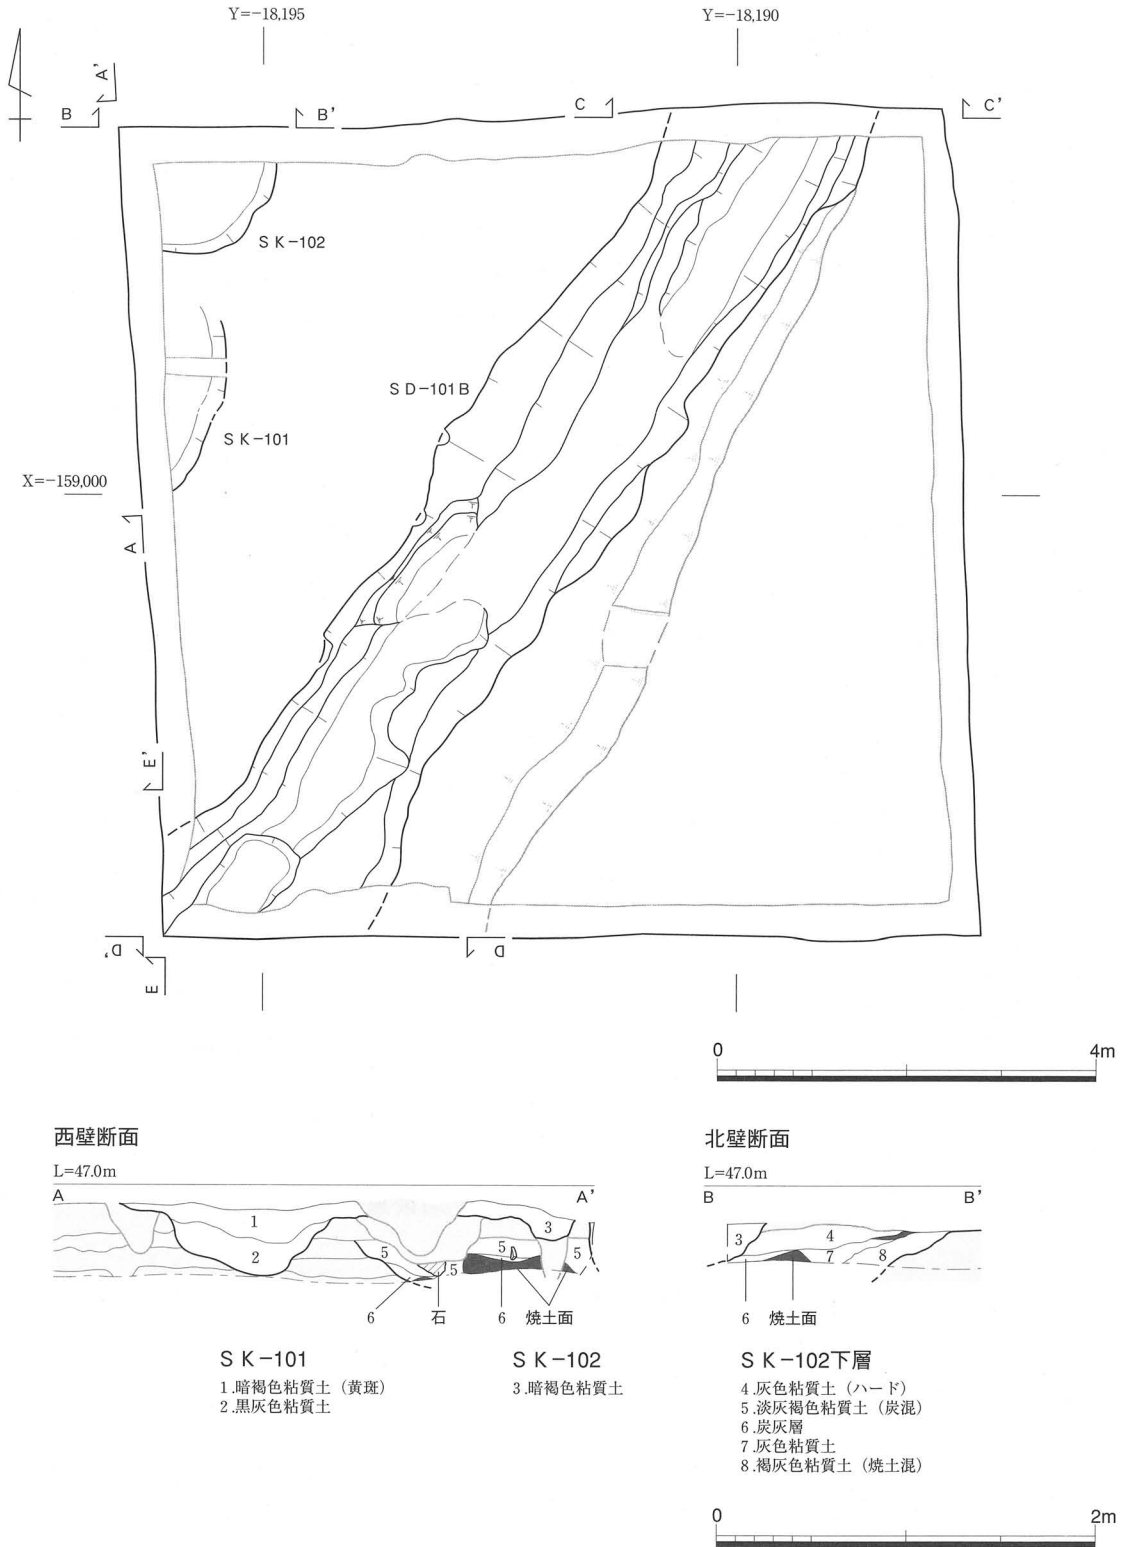 Y=-18,195
Y=-18,190
A'
B
B'
C
C'
SK-102
SD-101B
SK-101
X=-159,000
A
E'
D'
D
E
0
4m
西壁断面
北壁断面
L=47.0m
L=47.0m
A
A'
B
B'
1
3
5
5
5
2
5
3
4
7
8
6
石
6
焼土面
6
焼土面
SK-101
SK-102
SK-102下層
1.暗褐色粘質土（黄斑）
3.暗褐色粘質土
4.灰色粘質土（ハード）
2.黒灰色粘質土
5.淡灰褐色粘質土（炭混）
6.炭灰層
7.灰色粘質土
8.褐灰色粘質土（焼土混）
0
2m